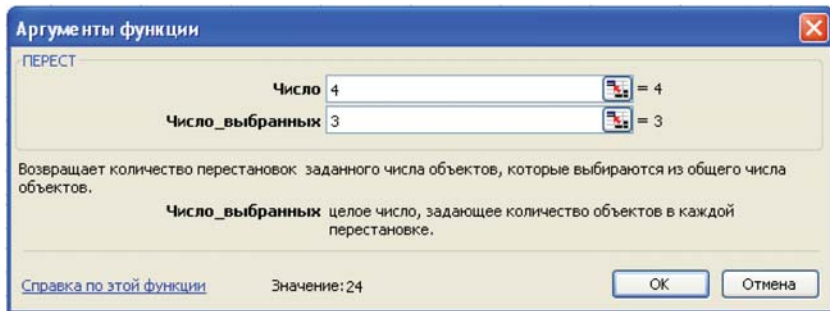 Аргументы функции
ПЕРЕСТ
Число 4 = 4
Число_выбранных 3 = 3
Возвращает количество перестановок заданного числа объектов, которые выбираются из общего числа
объектов.
Число_выбранных целое число, задающее количество объектов в каждой
перестановке.
Справка по этой функции Значение:24 ОК Отмена